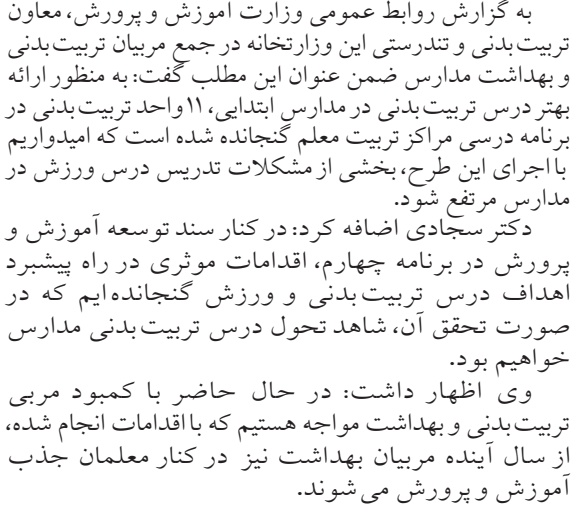 به گزارش روابط عمومی وزارت آموزش و پرورش، معاون
تربیت‌بدنی و تندرستی این وزارتخانه در جمع مربیان تربیت‌بدنی
و بهداشت مدارس ضمن عنوان این مطلب گفت: به منظور ارائه
بهتر درس تربیت‌بدنی در مدارس ابتدایی، ۱۱ واحد تربیت‌بدنی در
برنامه درسی مراکز تربیت معلم گنجانده شده است که امیدواریم
با اجرای این طرح، بخشی از مشکلات تدریس درس ورزش در
مدارس مرتفع شود.
دکتر سجادی اضافه کرد: در کنار سند توسعه آموزش و
پرورش در برنامه چهارم، اقدامات موثری در راه پیشبرد
اهداف درس تربیت‌بدنی و ورزش گنجانده‌ایم که در
صورت تحقق آن، شاهد تحول درس تربیت‌بدنی مدارس
خواهیم بود.
وی اظهار داشت: در حال حاضر با کمبود مربی
تربیت‌بدنی و بهداشت مواجه هستیم که با اقدامات انجام شده،
از سال آینده مربیان بهداشت نیز در کنار معلمان جذب
آموزش و پرورش می‌شوند.